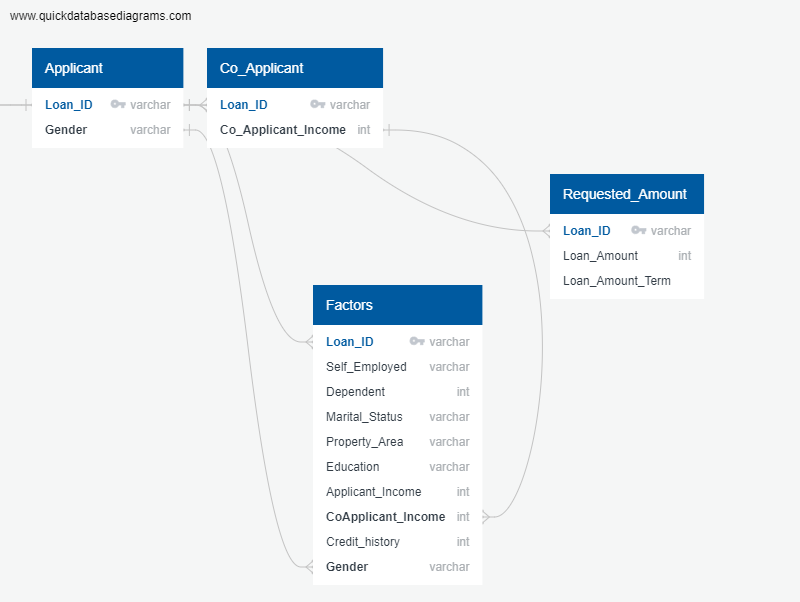 www.quickdatabasediagrams.com
Applicant
Loan_ID varchar
Gender varchar
Co_Applicant
Loan_ID varchar
Co_Applicant_Income int
Requested_Amount
Loan_ID varchar
Loan_Amount int
Loan_Amount_Term
Factors
Loan_ID varchar
Self_Employed varchar
Dependent int
Marital_Status varchar
Property_Area varchar
Education varchar
Applicant_Income int
CoApplicant_Income int
Credit_history int
Gender varchar